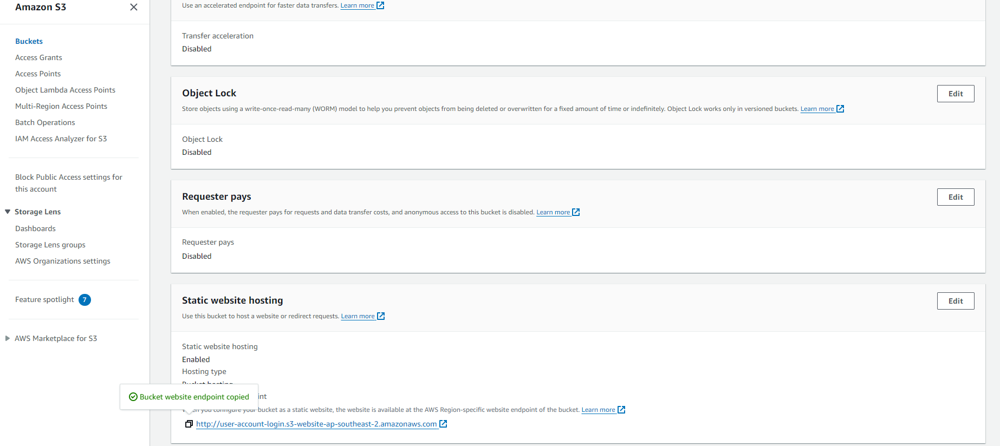 Amazon S3
Buckets
Access Grants
Access Points
Object Lambda Access Points
Multi-Region Access Points
Batch Operations
IAM Access Analyzer for S3
Block Public Access settings for
this account
Storage Lens
Dashboards
Storage Lens groups
AWS Organizations settings
Feature spotlight 7
AWS Marketplace for S3
Use an accelerated endpoint for faster data transfers. Learn more
Transfer acceleration
Disabled
Object Lock
Edit
Store objects using a write-once-read-many (WORM) model to help you prevent objects from being deleted or overwritten for a fixed amount of time or indefinitely. Object Lock works only in versioned buckets. Learn more
Object Lock
Disabled
Requester pays
Edit
When enabled, the requester pays for requests and data transfer costs, and anonymous access to this bucket is disabled. Learn more
Requester pays
Disabled
Static website hosting
Edit
Use this bucket to host a website or redirect requests. Learn more
Static website hosting
Enabled
Hosting type
Bucket hosting
Bucket website endpoint copied
int
When you configure your bucket as a static website, the website is available at the AWS Region-specific website endpoint of the bucket. Learn more
http://user-account-login.s3-website-ap-southeast-2.amazonaws.com